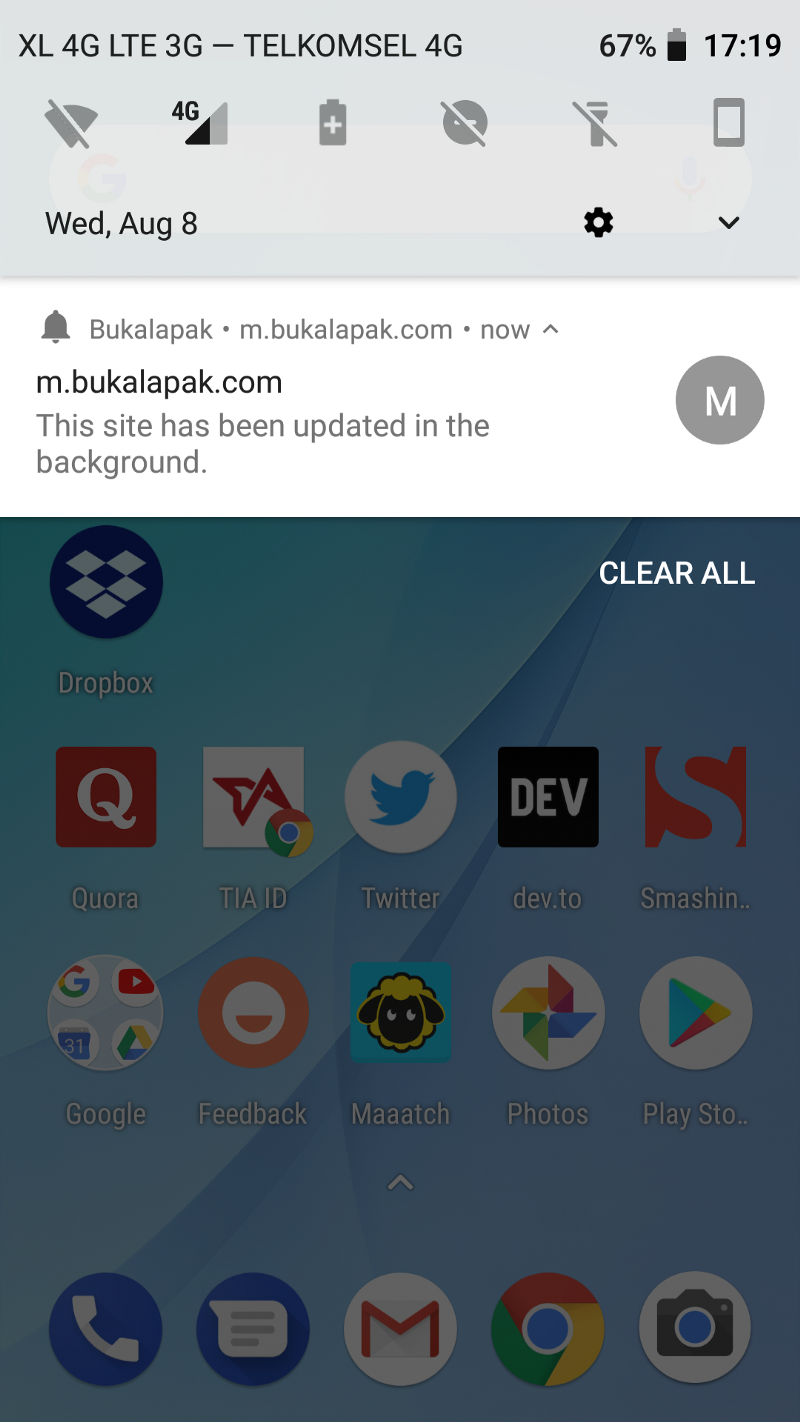 XL 4G LTE 3G — TELKOMSEL 4G 67% 17:19
4G
Wed, Aug 8
Bukalapak • m.bukalapak.com • now
m.bukalapak.com
M
This site has been updated in the
background.
CLEAR ALL
Dropbox
Q TIA DEV S
Quora TIA ID Twitter dev.to Smashin..
G 31
Google Feedback Maaatch Photos Play Sto..